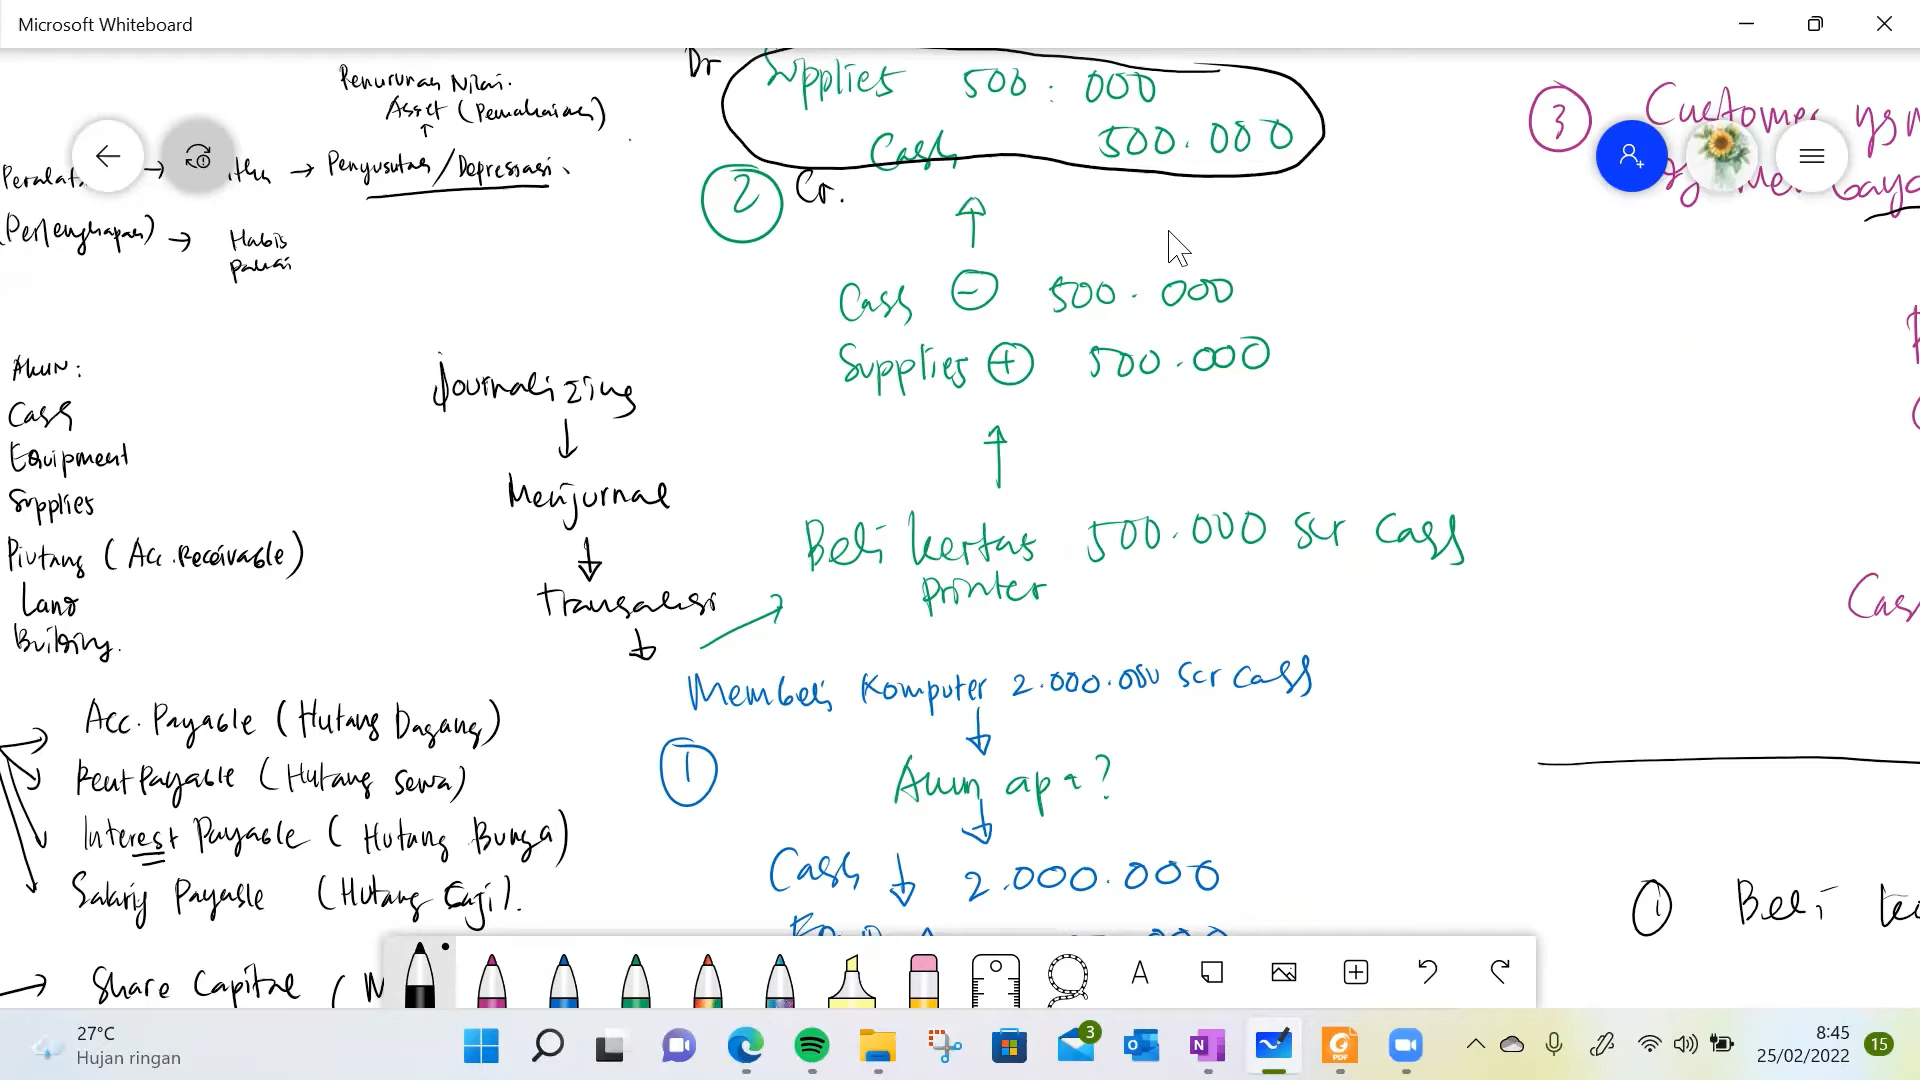 Microsoft Whiteboard
Penurunan Nilai.
Asset (Pemakaian)
→ Penyusutan / Depresiasi
(Perlengkapan) → Habis
pakai
Akun:
Cash
Equipment
Supplies
Piutang (Acc. Receivable)
Land
Building.
Acc. Payable (Hutang Dagang)
Rent Payable (Hutang Sewa)
Interest Payable (Hutang Bunga)
Salary Payable (Hutang Gaji).
→ Share Capital (M
Journalizing
↓
Menjurnal
↓
Transaksi
↓
Dr Supplies 500.000
Cash 500.000
2 Cr.
↑
Cash - 500.000
Supplies + 500.000
↑
Beli kertas 500.000 scr Cash
printer
Membeli Komputer 2.000.000 scr Cash
↓
1 Akun apa?
↓
Cash ↓ 2.000.000
3 Customer yg
Cas
1 Beli
27°C
Hujan ringan
3
8:45
25/02/2022
15